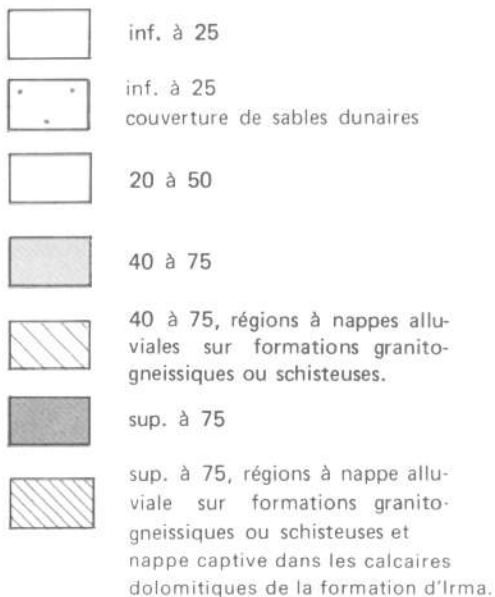 inf. à 25
inf. à 25
couverture de sables dunaires
20 à 50
40 à 75
40 à 75, régions à nappes allu-
viales sur formations granito-
gneissiques ou schisteuses.
sup. à 75
sup. à 75, régions à nappe allu-
viale sur formations granito-
gneissiques ou schisteuses et
nappe captive dans les calcaires
dolomitiques de la formation d'Irma.